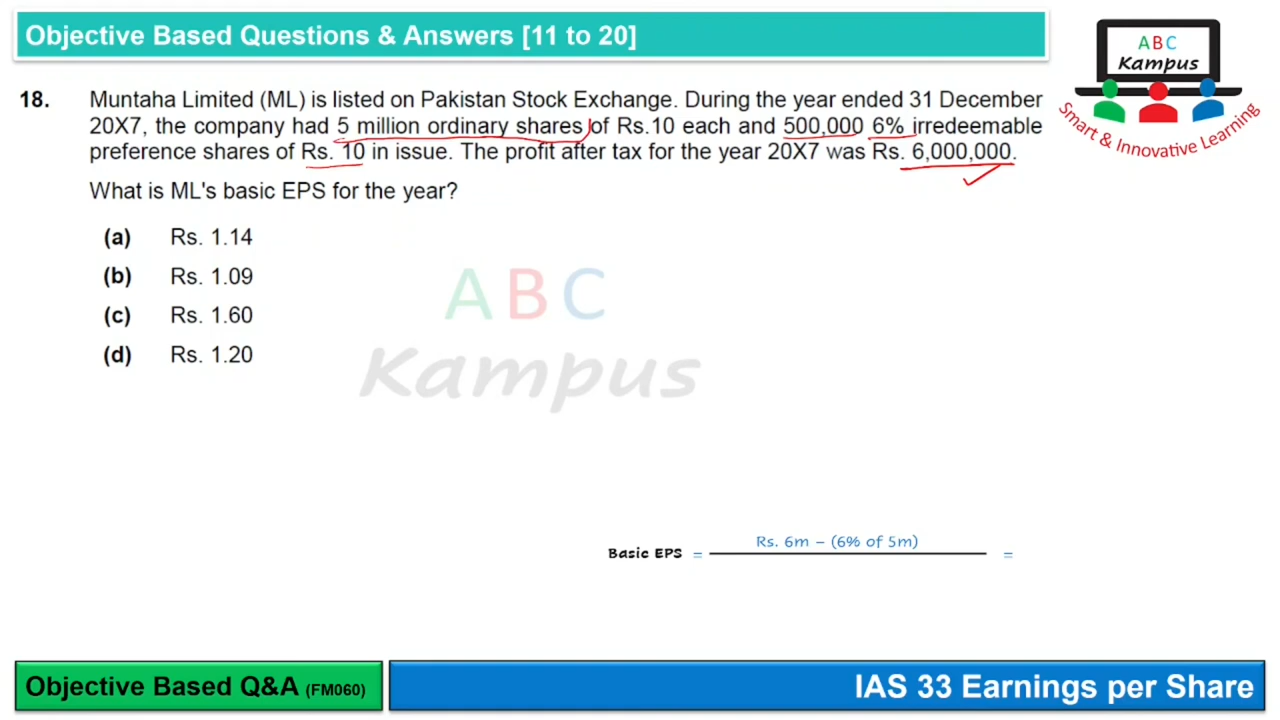 Objective Based Questions & Answers [11 to 20]
A B C
Kampus
Smart & Innovative Learning
18. Muntaha Limited (ML) is listed on Pakistan Stock Exchange. During the year ended 31 December
20X7, the company had 5 million ordinary shares of Rs.10 each and 500,000 6% irredeemable
preference shares of Rs. 10 in issue. The profit after tax for the year 20X7 was Rs. 6,000,000.
What is ML's basic EPS for the year?
(a) Rs. 1.14
(b) Rs. 1.09
(c) Rs. 1.60
(d) Rs. 1.20
A B C
Kampus
Rs. 6m – (6% of 5m)
Basic EPS = =
Objective Based Q&A (FM060)
IAS 33 Earnings per Share